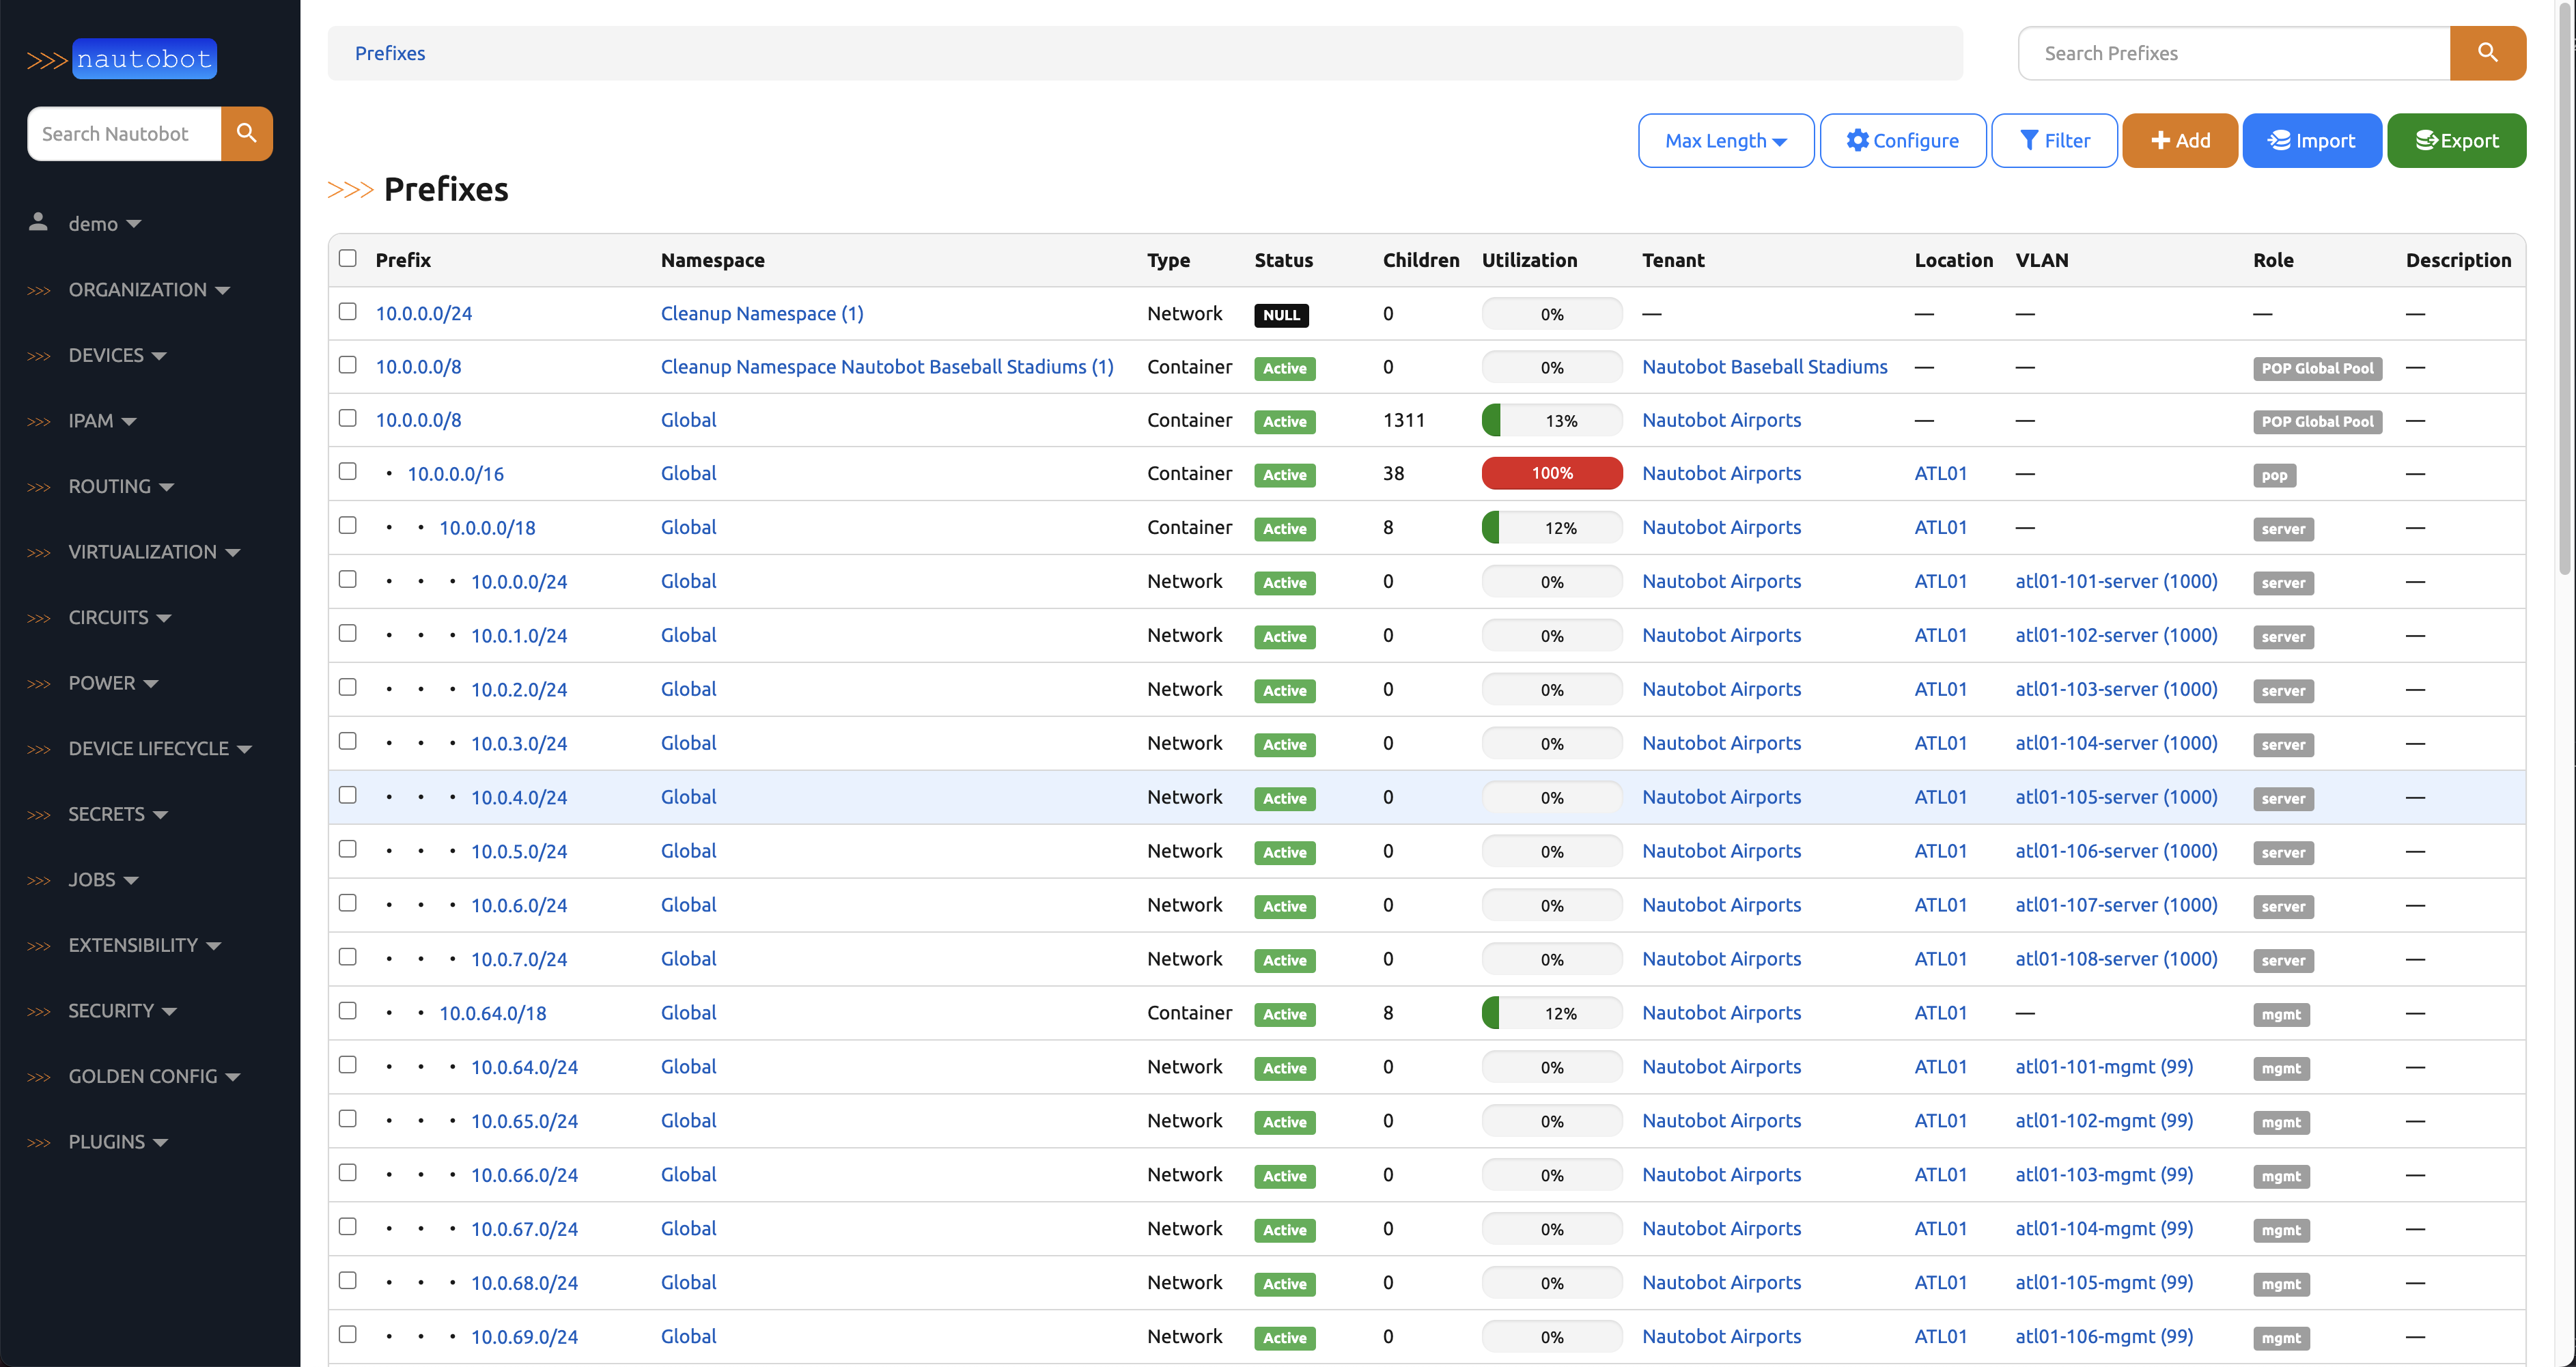 >>> nautobot
Search Nautobot
demo
>>> ORGANIZATION
>>> DEVICES
>>> IPAM
>>> ROUTING
>>> VIRTUALIZATION
>>> CIRCUITS
>>> POWER
>>> DEVICE LIFECYCLE
>>> SECRETS
>>> JOBS
>>> EXTENSIBILITY
>>> SECURITY
>>> GOLDEN CONFIG
>>> PLUGINS
Prefixes
Search Prefixes
Max Length Configure Filter Add Import Export
>>> Prefixes
Prefix Namespace Type Status Children Utilization Tenant Location VLAN Role Description
10.0.0.0/24 Cleanup Namespace (1) Network NULL 0 0% — — — — —
10.0.0.0/8 Cleanup Namespace Nautobot Baseball Stadiums (1) Container Active 0 0% Nautobot Baseball Stadiums — — POP Global Pool —
10.0.0.0/8 Global Container Active 1311 13% Nautobot Airports — — POP Global Pool —
• 10.0.0.0/16 Global Container Active 38 100% Nautobot Airports ATL01 — pop —
• • 10.0.0.0/18 Global Container Active 8 12% Nautobot Airports ATL01 — server —
• • • 10.0.0.0/24 Global Network Active 0 0% Nautobot Airports ATL01 atl01-101-server (1000) server —
• • • 10.0.1.0/24 Global Network Active 0 0% Nautobot Airports ATL01 atl01-102-server (1000) server —
• • • 10.0.2.0/24 Global Network Active 0 0% Nautobot Airports ATL01 atl01-103-server (1000) server —
• • • 10.0.3.0/24 Global Network Active 0 0% Nautobot Airports ATL01 atl01-104-server (1000) server —
• • • 10.0.4.0/24 Global Network Active 0 0% Nautobot Airports ATL01 atl01-105-server (1000) server —
• • • 10.0.5.0/24 Global Network Active 0 0% Nautobot Airports ATL01 atl01-106-server (1000) server —
• • • 10.0.6.0/24 Global Network Active 0 0% Nautobot Airports ATL01 atl01-107-server (1000) server —
• • • 10.0.7.0/24 Global Network Active 0 0% Nautobot Airports ATL01 atl01-108-server (1000) server —
• • 10.0.64.0/18 Global Container Active 8 12% Nautobot Airports ATL01 — mgmt —
• • • 10.0.64.0/24 Global Network Active 0 0% Nautobot Airports ATL01 atl01-101-mgmt (99) mgmt —
• • • 10.0.65.0/24 Global Network Active 0 0% Nautobot Airports ATL01 atl01-102-mgmt (99) mgmt —
• • • 10.0.66.0/24 Global Network Active 0 0% Nautobot Airports ATL01 atl01-103-mgmt (99) mgmt —
• • • 10.0.67.0/24 Global Network Active 0 0% Nautobot Airports ATL01 atl01-104-mgmt (99) mgmt —
• • • 10.0.68.0/24 Global Network Active 0 0% Nautobot Airports ATL01 atl01-105-mgmt (99) mgmt —
• • • 10.0.69.0/24 Global Network Active 0 0% Nautobot Airports ATL01 atl01-106-mgmt (99) mgmt —